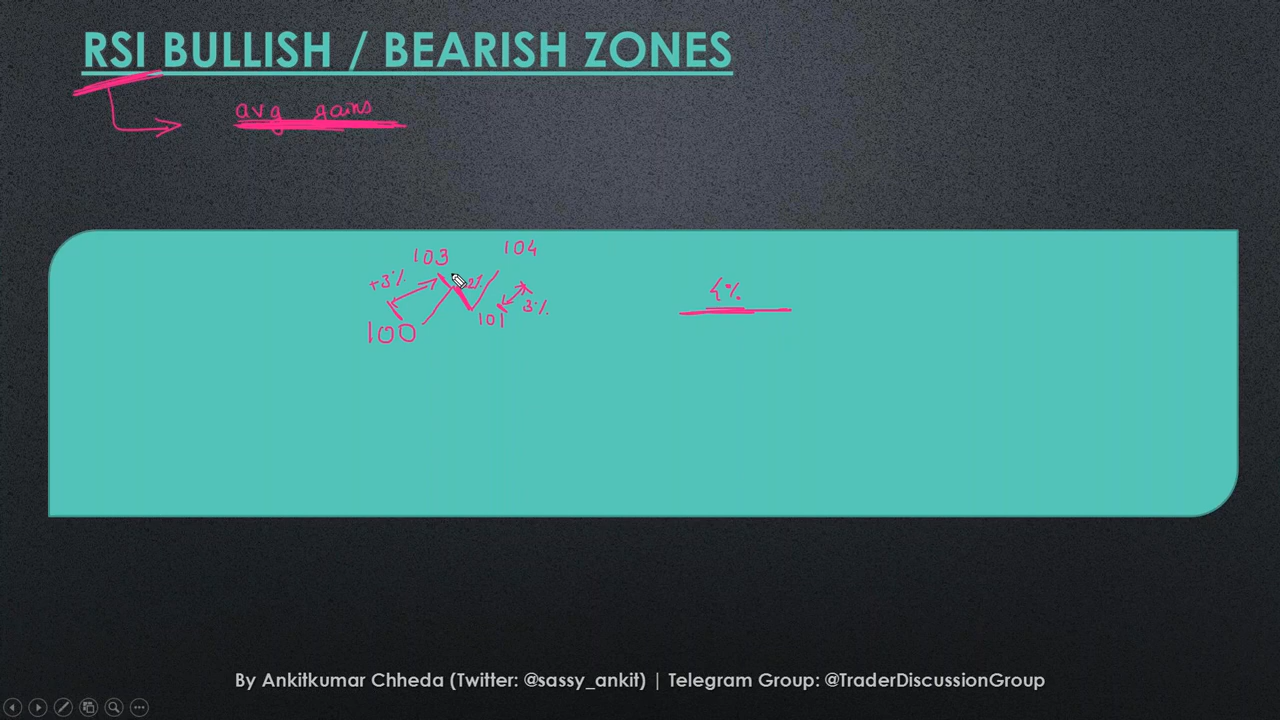 RSI BULLISH / BEARISH ZONES
avg gains
103
104
+3%
3%
101
100
4%
By Ankitkumar Chheda (Twitter: @sassy_ankit) | Telegram Group: @TraderDiscussionGroup